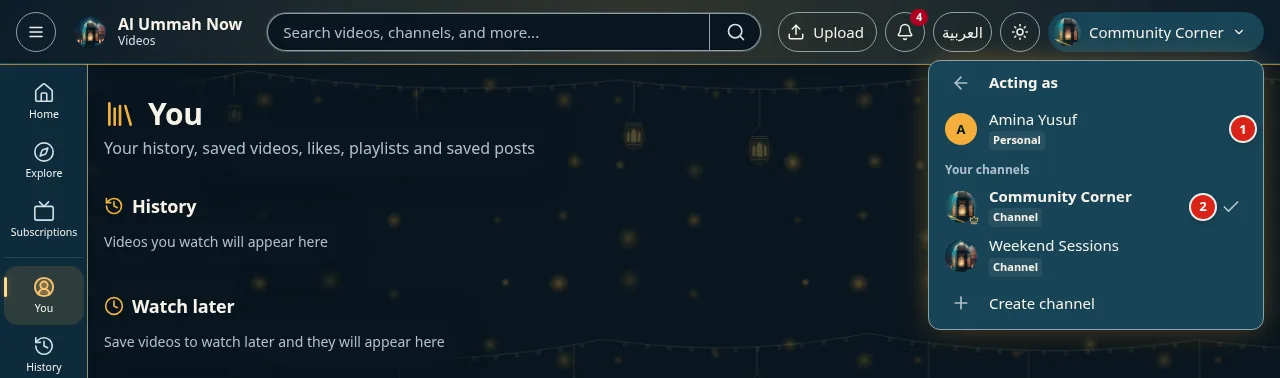 Al Ummah Now
Videos
Search videos, channels, and more...
Upload
4
العربية
Community Corner
Home
Explore
Subscriptions
You
History
You
Your history, saved videos, likes, playlists and saved posts
History
Videos you watch will appear here
Watch later
Save videos to watch later and they will appear here
Acting as
A
Amina Yusuf
Personal
1
Your channels
Community Corner
Channel
2
Weekend Sessions
Channel
Create channel